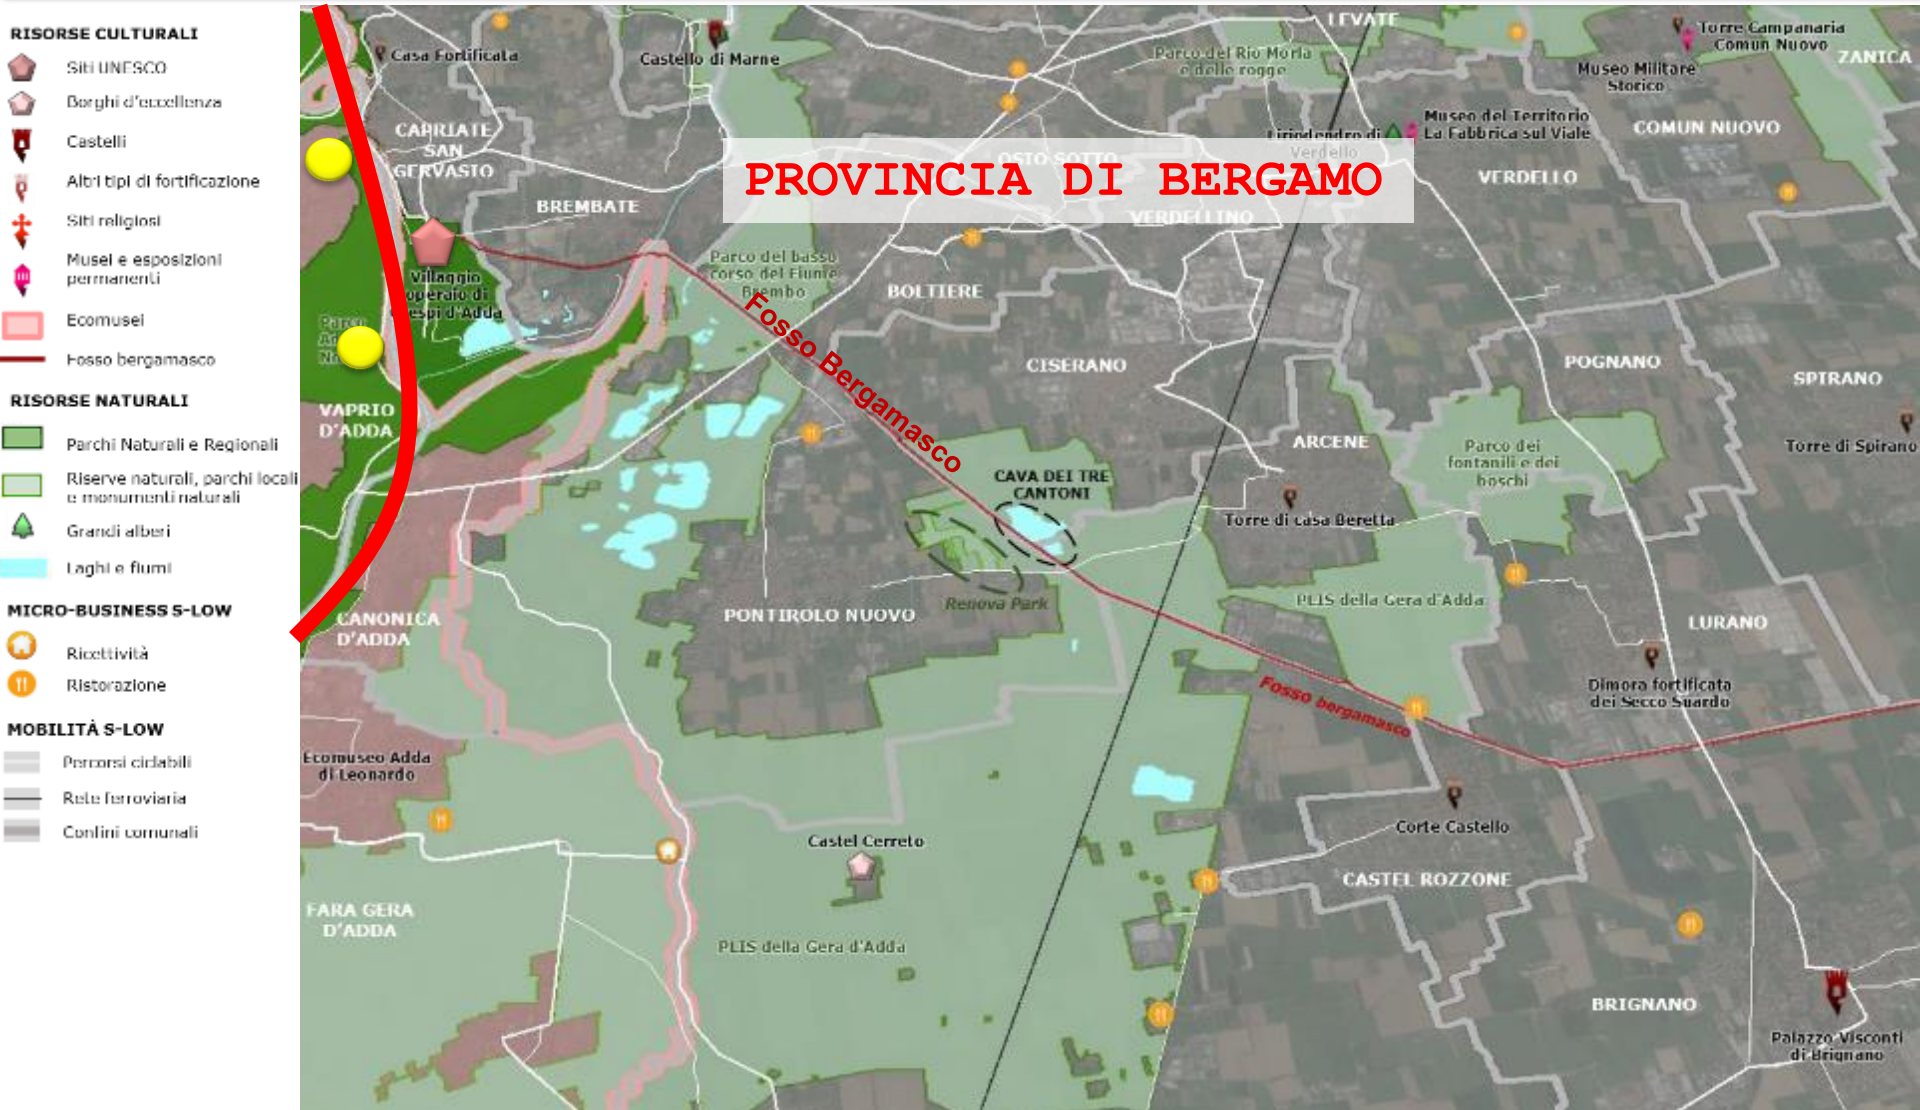 RISORSE CULTURALI
Siti UNESCO
Borghi d'eccellenza
Castelli
Altri tipi di fortificazione
Siti religiosi
Musei e esposizioni
permanenti
Ecomusei
Fosso bergamasco
RISORSE NATURALI
Parchi Naturali e Regionali
Riserve naturali, parchi locali
e monumenti naturali
Grandi alberi
Laghi e fiumi
MICRO-BUSINESS S-LOW
Ricettività
Ristorazione
MOBILITÀ S-LOW
Percorsi ciclabili
Rete ferroviaria
Confini comunali
LEVATE
Torre Campanaria
Comun Nuovo
ZANICA
Casa Fortificata
Castello di Marne
Parco del Rio Morla
e delle rogge
Museo Militare
Storico
CAPRIATE
SAN
GERVASIO
Museo del Territorio
La Fabbrica sul Viale
Liriodendro di
Verdello
COMUN NUOVO
OSIO SOTTO
PROVINCIA DI BERGAMO
VERDELLO
BREMBATE
VERDELLINO
Parco del basso
corso del Fiume
Brembo
Villaggio
operaio di
espi d'Adda
BOLTIERE
Fosso Bergamasco
Parco
CISERANO
POGNANO
SPIRANO
VAPRIO
D'ADDA
ARCENE
Parco dei
fontanili e dei
boschi
Torre di Spirano
CAVA DEI TRE
CANTONI
Torre di casa Beretta
Renova Park
PONTIROLO NUOVO
PLIS della Gera d'Adda
CANONICA
D'ADDA
LURANO
Fosso bergamasco
Dimora fortificata
dei Secco Suardo
Ecomuseo Adda
di Leonardo
Corte Castello
Castel Cerreto
CASTEL ROZZONE
FARA GERA
D'ADDA
PLIS della Gera d'Adda
BRIGNANO
Palazzo Visconti
di Brignano